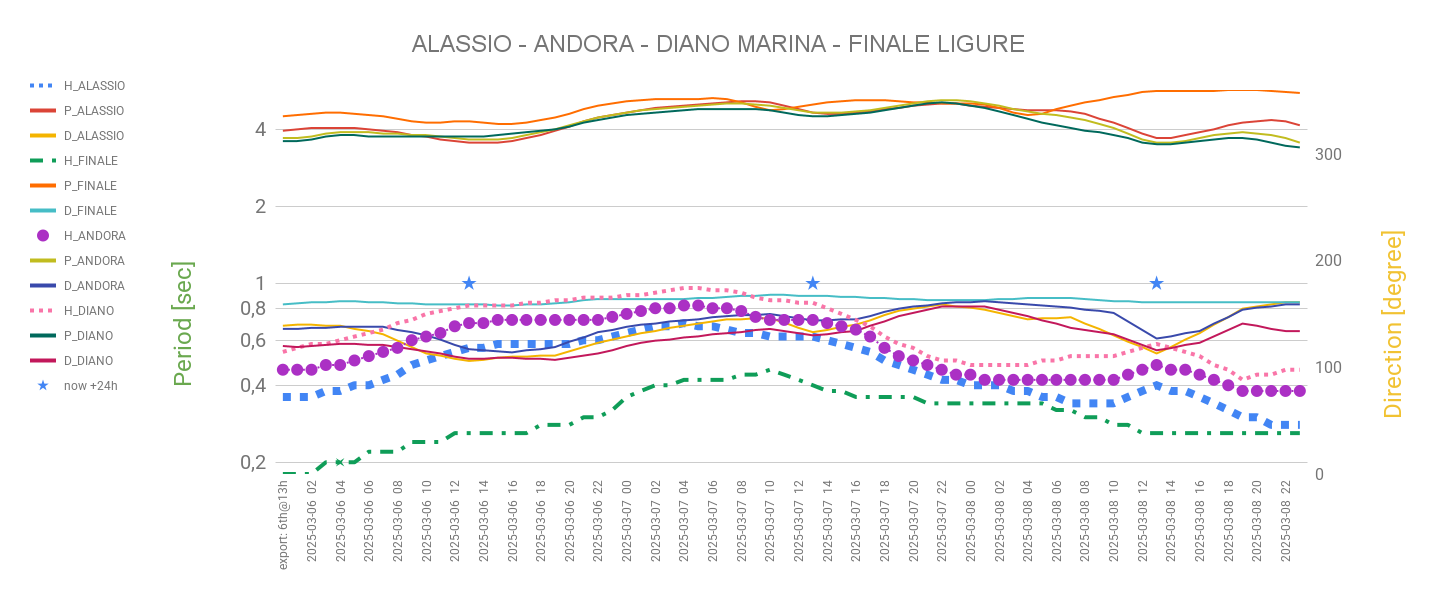 ALASSIO - ANDORA - DIANO MARINA - FINALE LIGURE
H_ALASSIO
P_ALASSIO
D_ALASSIO
H_FINALE
P_FINALE
D_FINALE
H_ANDORA
P_ANDORA
D_ANDORA
H_DIANO
P_DIANO
D_DIANO
now +24h
Period [sec]
4
2
1
0,8
0,6
0,4
0,2
300
200
100
0
Direction [degree]
export: 6th@13h
2025-03-06 02
2025-03-06 04
2025-03-06 06
2025-03-06 08
2025-03-06 10
2025-03-06 12
2025-03-06 14
2025-03-06 16
2025-03-06 18
2025-03-06 20
2025-03-06 22
2025-03-07 00
2025-03-07 02
2025-03-07 04
2025-03-07 06
2025-03-07 08
2025-03-07 10
2025-03-07 12
2025-03-07 14
2025-03-07 16
2025-03-07 18
2025-03-07 20
2025-03-07 22
2025-03-08 00
2025-03-08 02
2025-03-08 04
2025-03-08 06
2025-03-08 08
2025-03-08 10
2025-03-08 12
2025-03-08 14
2025-03-08 16
2025-03-08 18
2025-03-08 20
2025-03-08 22